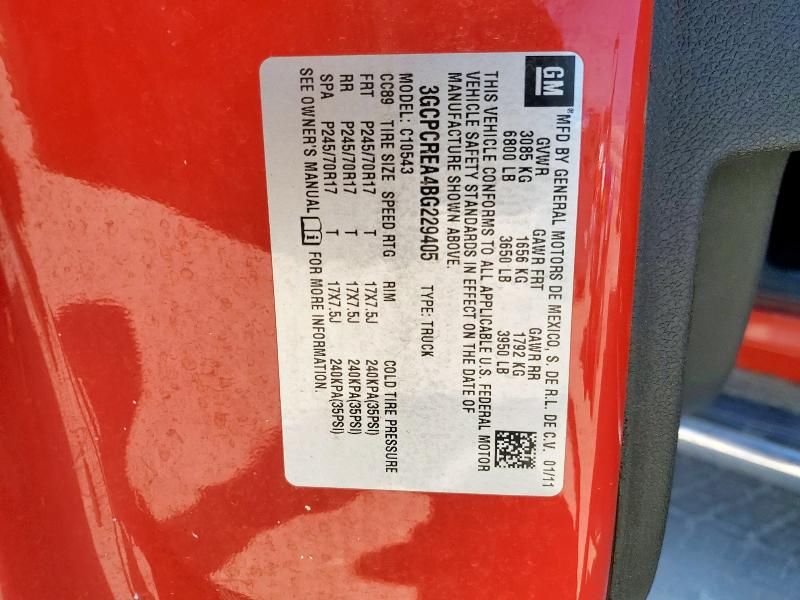 GM
® MFD BY GENERAL MOTORS DE MEXICO, S. DE R.L. DE C.V. 01/11
GVWR GAWR FRT GAWR RR
3085 KG 1656 KG 1792 KG
6800 LB 3650 LB 3950 LB
THIS VEHICLE CONFORMS TO ALL APPLICABLE U.S. FEDERAL MOTOR
VEHICLE SAFETY STANDARDS IN EFFECT ON THE DATE OF
MANUFACTURE SHOWN ABOVE.
3GCPCREA4BG229405 TYPE: TRUCK
MODEL: C10543
CC89 TIRE SIZE SPEED RTG RIM COLD TIRE PRESSURE
FRT P245/70R17 T 17X7.5J 240KPA(35PSI)
RR P245/70R17 T 17X7.5J 240KPA(35PSI)
SPA P245/70R17 T 17X7.5J 240KPA(35PSI)
SEE OWNER'S MANUAL i FOR MORE INFORMATION.